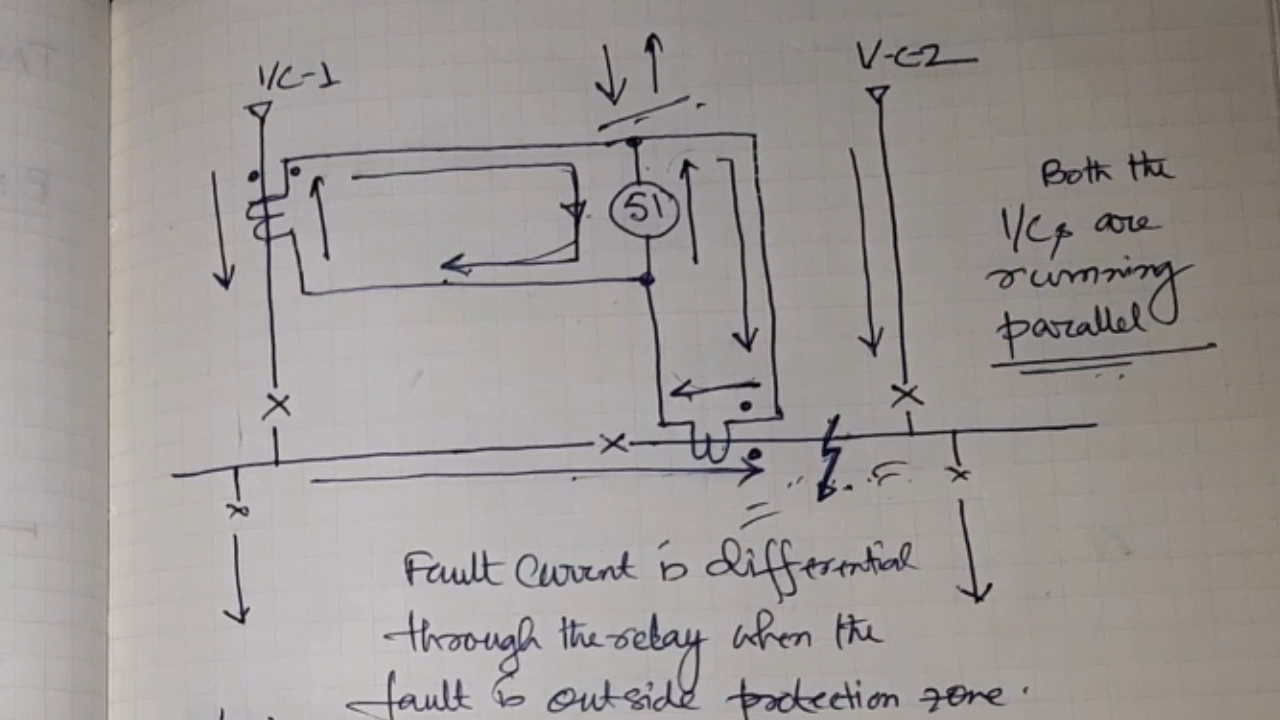 I/C-1
I/C-2
51
Both the
I/Cs are
running
parallel
Fault Current is differential
through the relay when the
fault is outside protection zone.